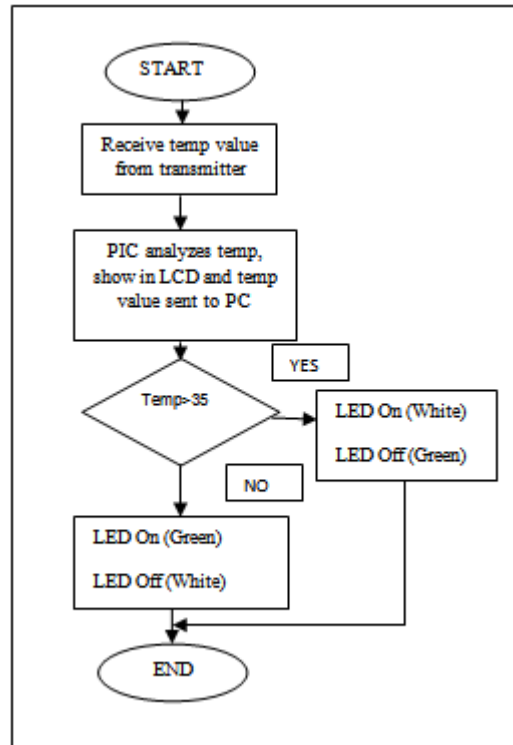 START
Receive temp value
from transmitter
PIC analyzes temp,
show in LCD and temp
value sent to PC
YES
Temp>35
LED On (White)
LED Off (Green)
NO
LED On (Green)
LED Off (White)
END